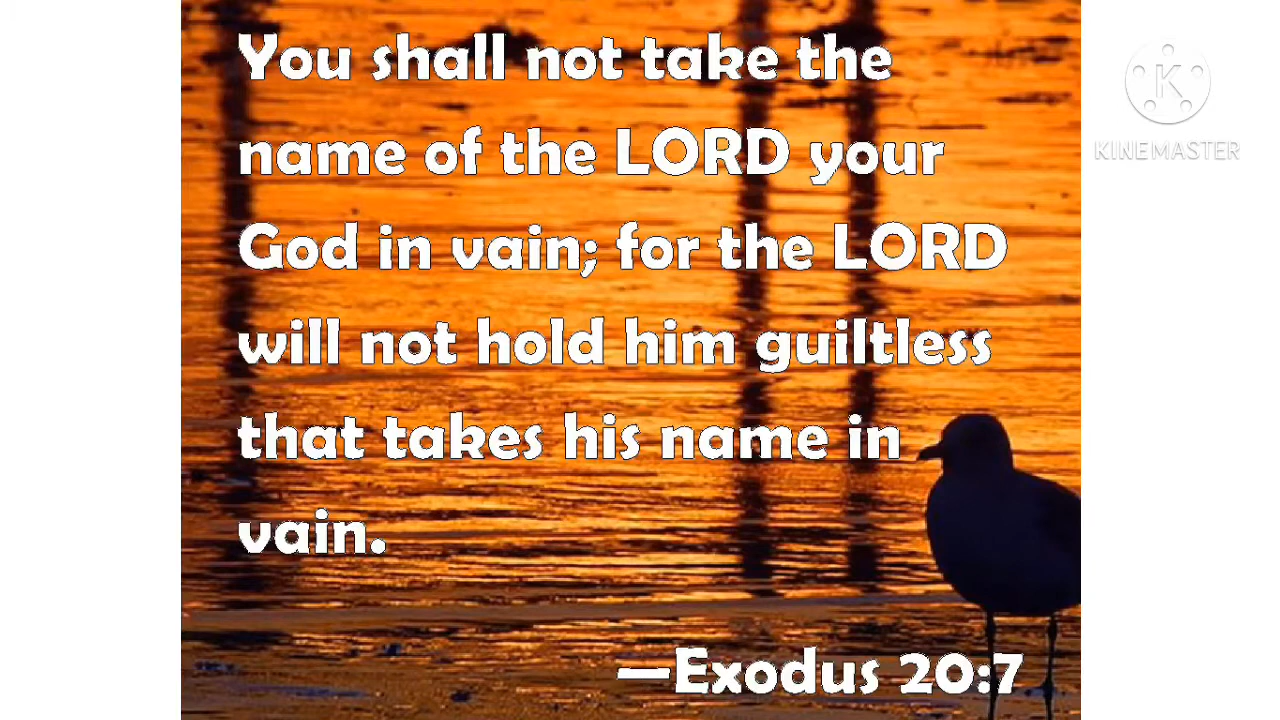 You shall not take the
name of the LORD your
God in vain; for the LORD
will not hold him guiltless
that takes his name in
vain.
—Exodus 20:7
K
KINEMASTER